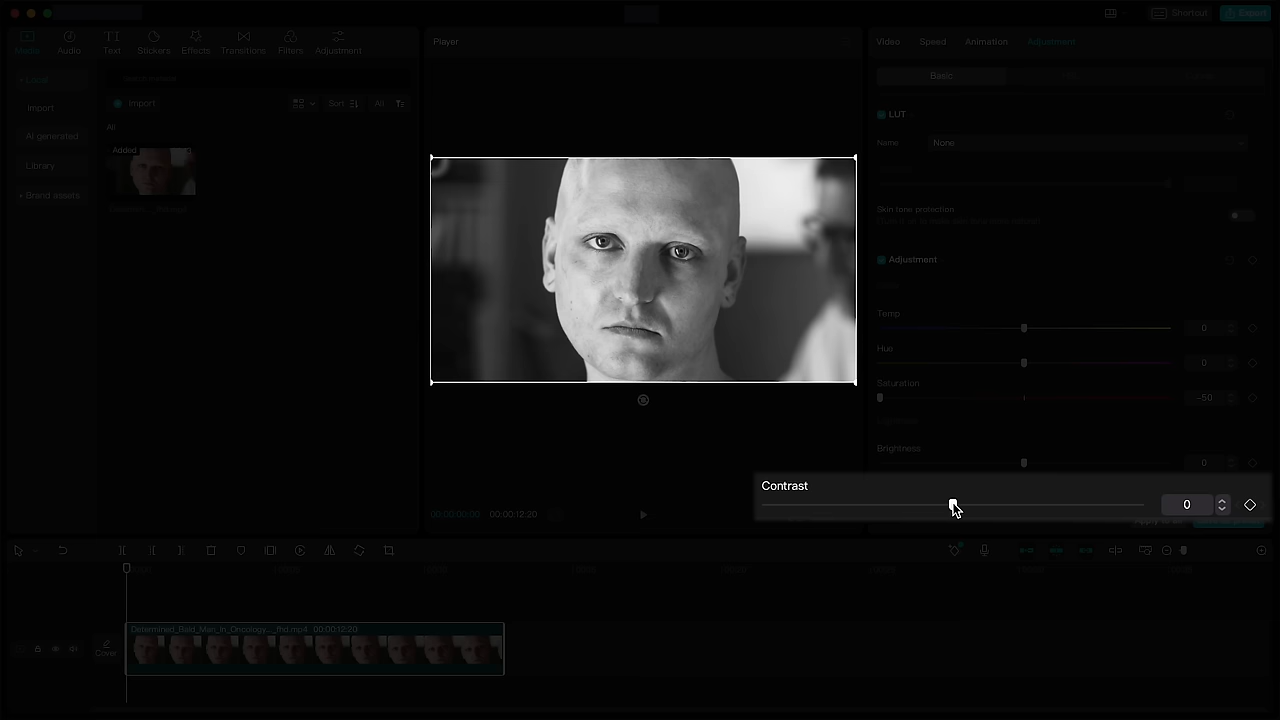 Shortcut
Export
Media
Audio
Text
Stickers
Effects
Transitions
Filters
Adjustment
Player
Video
Speed
Animation
Adjustment
Local
Import
AI generated
Library
Brand assets
Import
Sort
All
All
Added
Basic
LUT
Name
None
Skin tone protection
Adjustment
Temp
0
Hue
0
Saturation
-50
Brightness
0
Contrast
0
00:00:00:00
00:00:12:20
Cover
Determined_Bald_Man_In_Oncology..._fhd.mp4 00:00:12:20